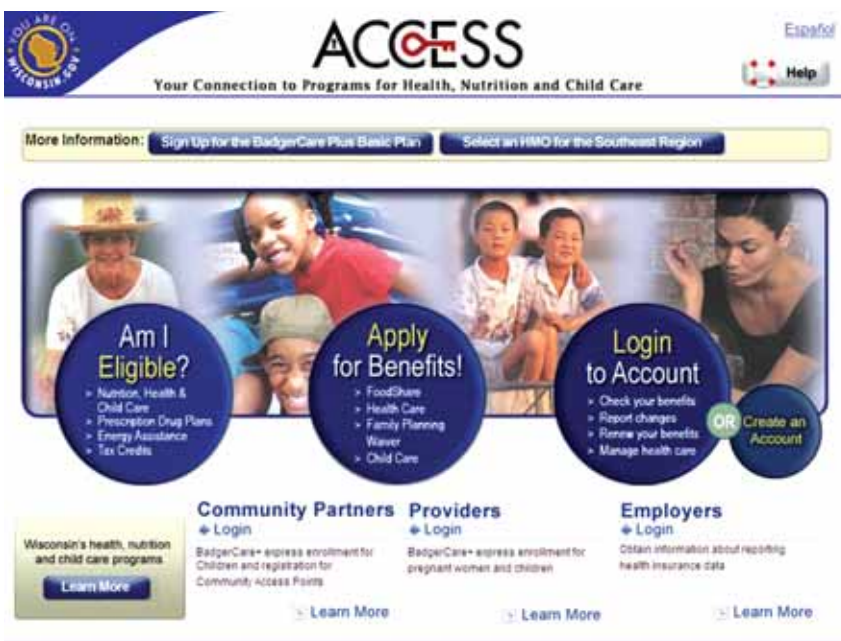 YOU ARE ON
WISCONSIN.GOV
ACCESS
Your Connection to Programs for Health, Nutrition and Child Care
Español
Help
More Information:
Sign Up for the BadgerCare Plus Basic Plan
Select an HMO for the Southeast Region
Am I
Eligible?
> Nutrition, Health &
Child Care
> Prescription Drug Plans
> Energy Assistance
> Tax Credits
Apply
for Benefits!
> FoodShare
> Health Care
> Family Planning
Waiver
> Child Care
Login
to Account
> Check your benefits
> Report changes
> Renew your benefits
> Manage health care
OR
Create an
Account
Wisconsin's health, nutrition
and child care programs
Learn More
Community Partners
Login
BadgerCare+ express enrollment for
Children and registration for
Community Access Points
Learn More
Providers
Login
BadgerCare+ express enrollment for
pregnant women and children
Learn More
Employers
Login
Obtain information about reporting
health insurance data
Learn More